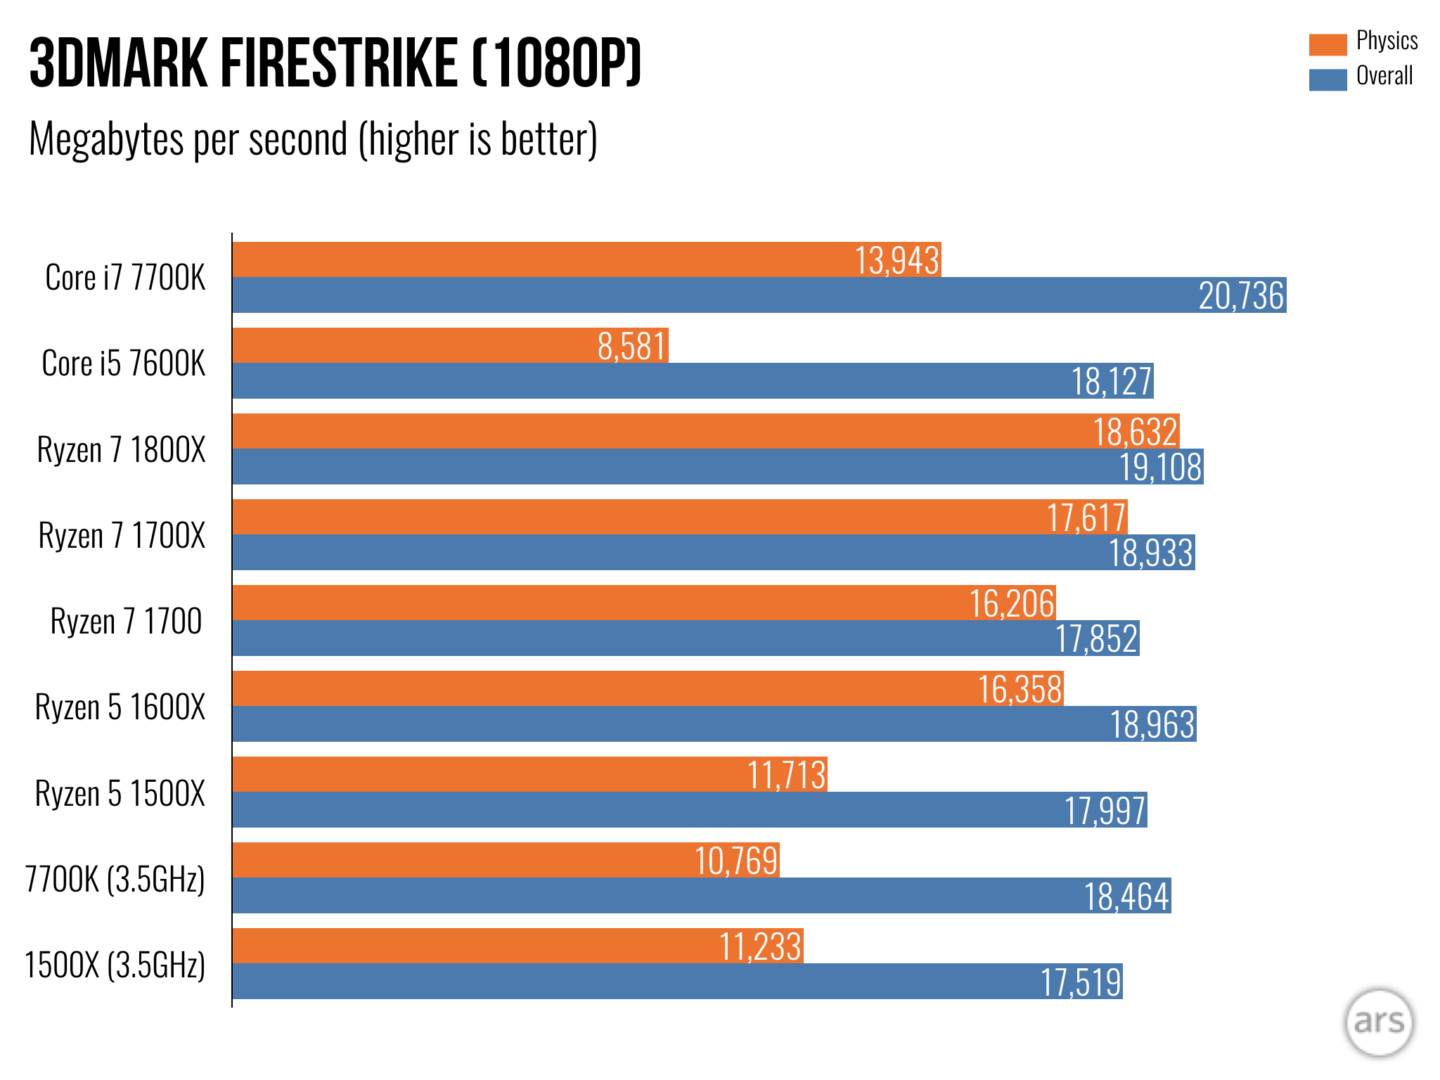 3DMARK FIRESTRIKE (1080P)
Megabytes per second (higher is better)
Physics
Overall
Core i7 7700K
13,943
20,736
Core i5 7600K
8,581
18,127
Ryzen 7 1800X
18,632
19,108
Ryzen 7 1700X
17,617
18,933
Ryzen 7 1700
16,206
17,852
Ryzen 5 1600X
16,358
18,963
Ryzen 5 1500X
11,713
17,997
7700K (3.5GHz)
10,769
18,464
1500X (3.5GHz)
11,233
17,519
ars